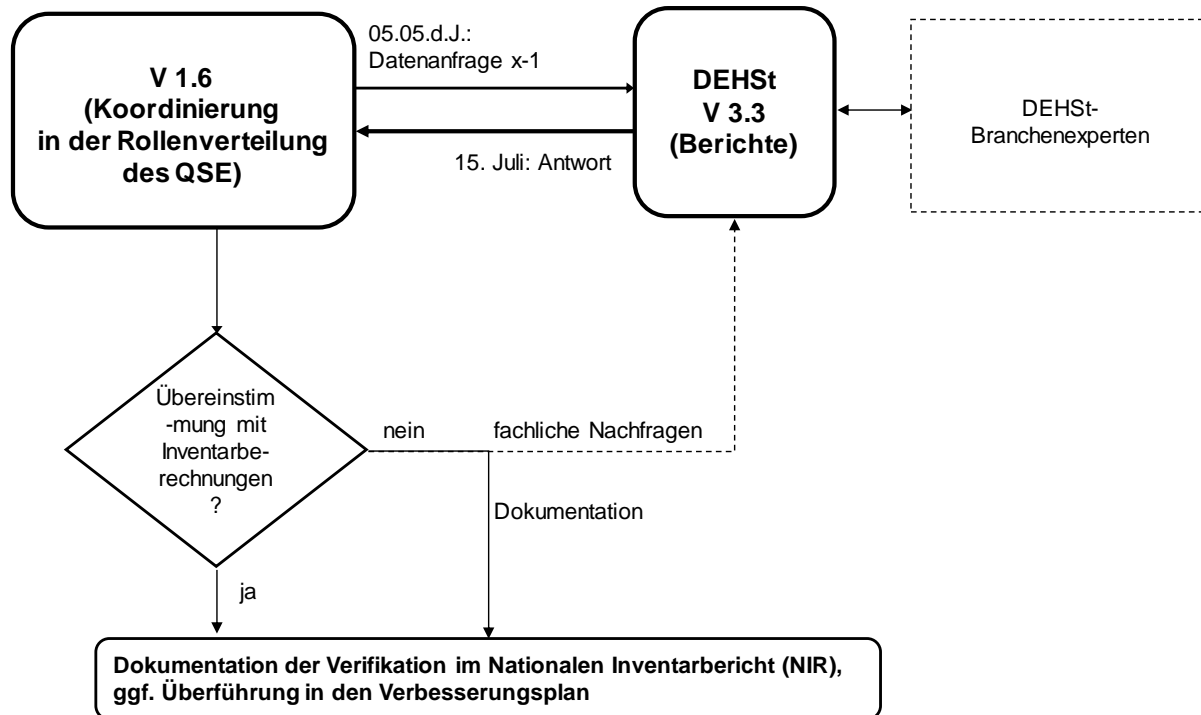 V 1.6
(Koordinierung
in der Rollenverteilung
des QSE)
05.05.d.J.:
Datenanfrage x-1
15. Juli: Antwort
DEHSt
V 3.3
(Berichte)
DEHSt-
Branchenexperten
Übereinstim
-mung mit
Inventarbe-
rechnungen
?
nein
fachliche Nachfragen
Dokumentation
ja
Dokumentation der Verifikation im Nationalen Inventarbericht (NIR),
ggf. Überführung in den Verbesserungsplan